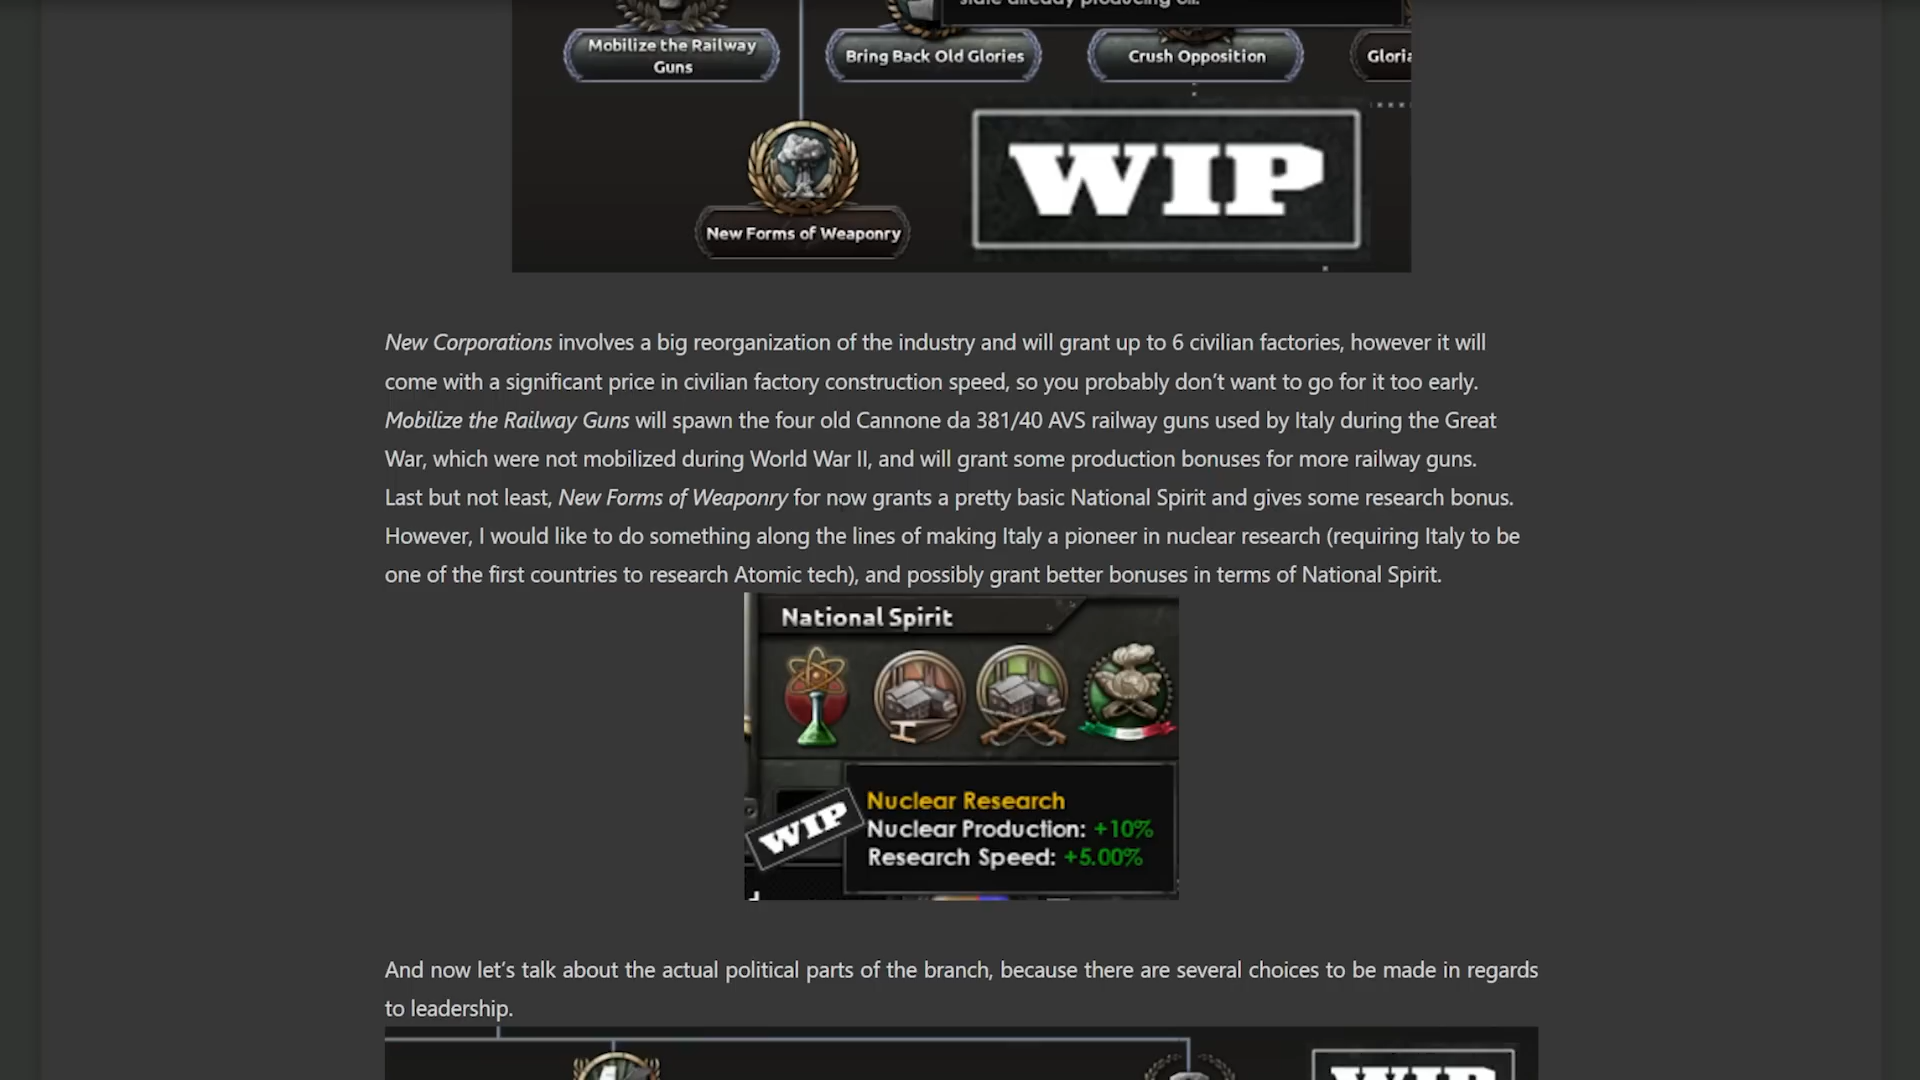 state already producing oil.
Mobilize the Railway
Guns
Bring Back Old Glories
Crush Opposition
Gloria
WIP
New Forms of Weaponry
New Corporations involves a big reorganization of the industry and will grant up to 6 civilian factories, however it will
come with a significant price in civilian factory construction speed, so you probably don’t want to go for it too early.
Mobilize the Railway Guns will spawn the four old Cannone da 381/40 AVS railway guns used by Italy during the Great
War, which were not mobilized during World War II, and will grant some production bonuses for more railway guns.
Last but not least, New Forms of Weaponry for now grants a pretty basic National Spirit and gives some research bonus.
However, I would like to do something along the lines of making Italy a pioneer in nuclear research (requiring Italy to be
one of the first countries to research Atomic tech), and possibly grant better bonuses in terms of National Spirit.
National Spirit
WIP
Nuclear Research
Nuclear Production: +10%
Research Speed: +5.00%
And now let’s talk about the actual political parts of the branch, because there are several choices to be made in regards
to leadership.
WIP